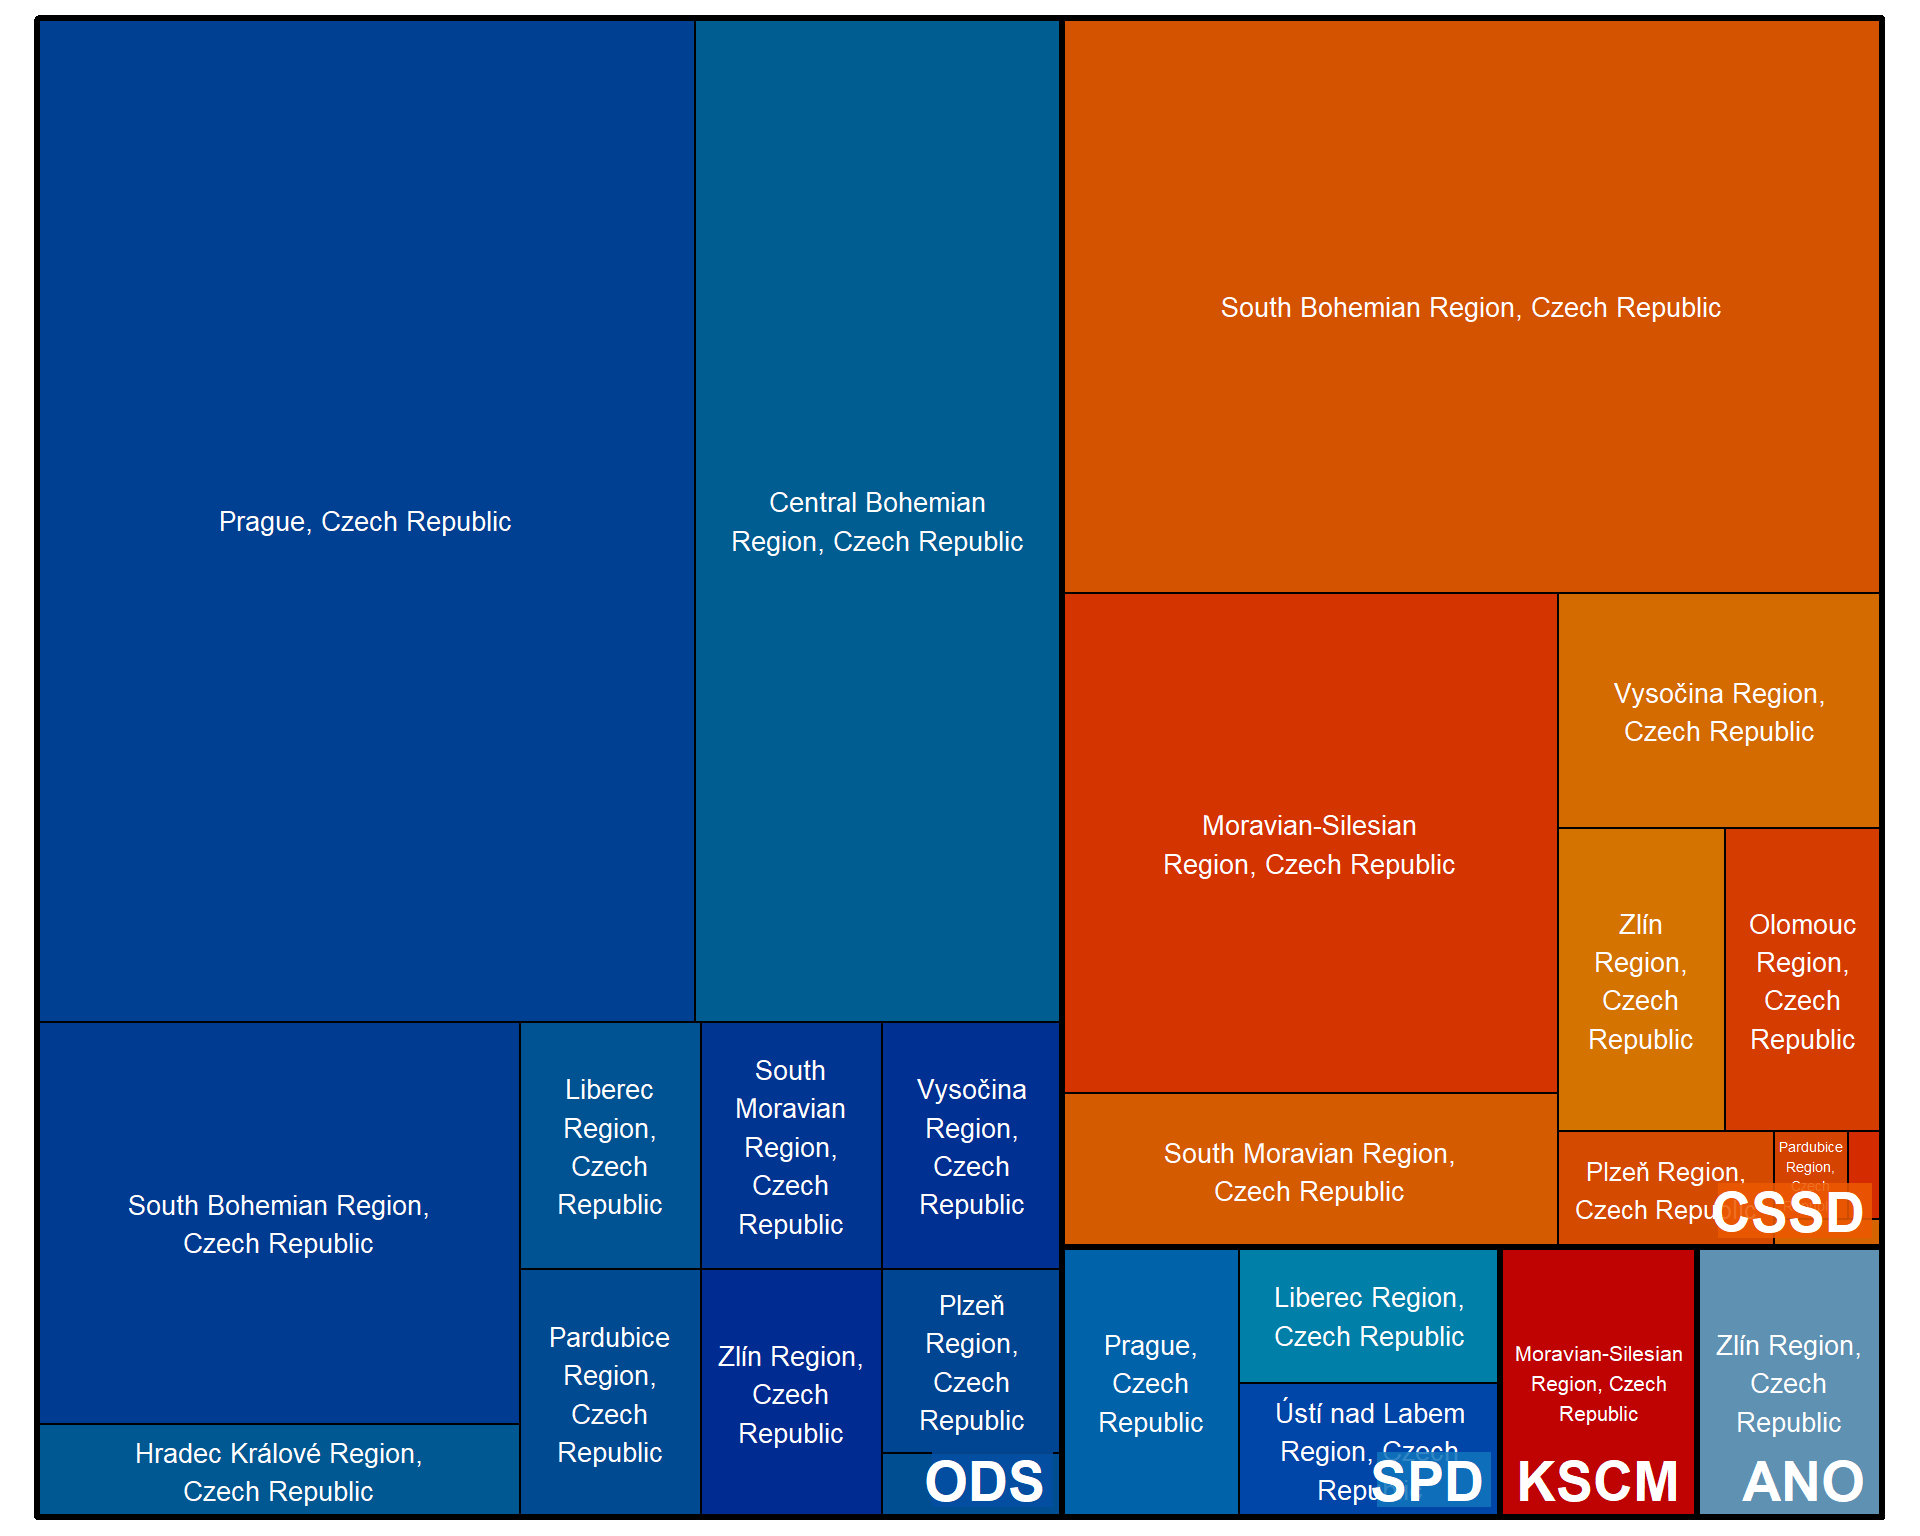 Prague, Czech Republic
Central Bohemian
Region, Czech Republic
South Bohemian Region,
Czech Republic
Hradec Králové Region,
Czech Republic
Liberec
Region,
Czech
Republic
South
Moravian
Region,
Czech
Republic
Vysočina
Region,
Czech
Republic
Pardubice
Region,
Czech
Republic
Zlín Region,
Czech
Republic
Plzeň
Region,
Czech
Republic
ODS
South Bohemian Region, Czech Republic
Moravian-Silesian
Region, Czech Republic
Vysočina Region,
Czech Republic
Zlín
Region,
Czech
Republic
Olomouc
Region,
Czech
Republic
South Moravian Region,
Czech Republic
Plzeň Region,
Czech Republic
Pardubice
Region,
Czech
CSSD
Prague,
Czech
Republic
Liberec Region,
Czech Republic
Ústí nad Labem
Region, Czech
SPD
Moravian-Silesian
Region, Czech
Republic
KSCM
Zlín Region,
Czech
Republic
ANO